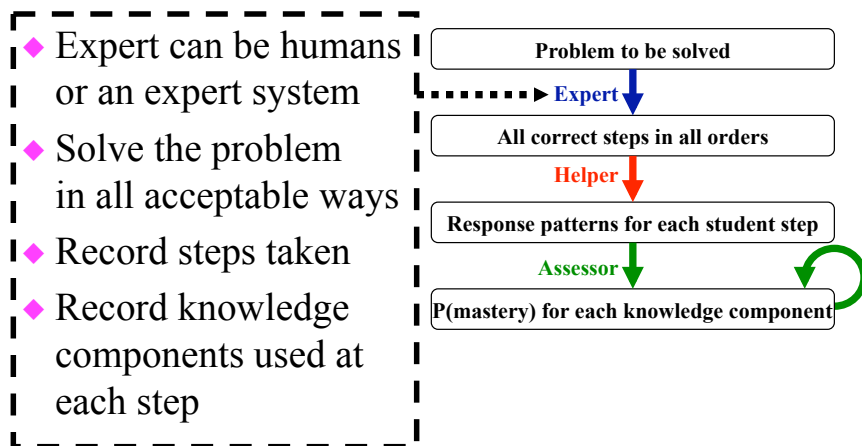 Expert can be humans
or an expert system
Solve the problem
in all acceptable ways
Record steps taken
Record knowledge
components used at
each step
Problem to be solved
Expert
All correct steps in all orders
Helper
Response patterns for each student step
Assessor
P(mastery) for each knowledge component